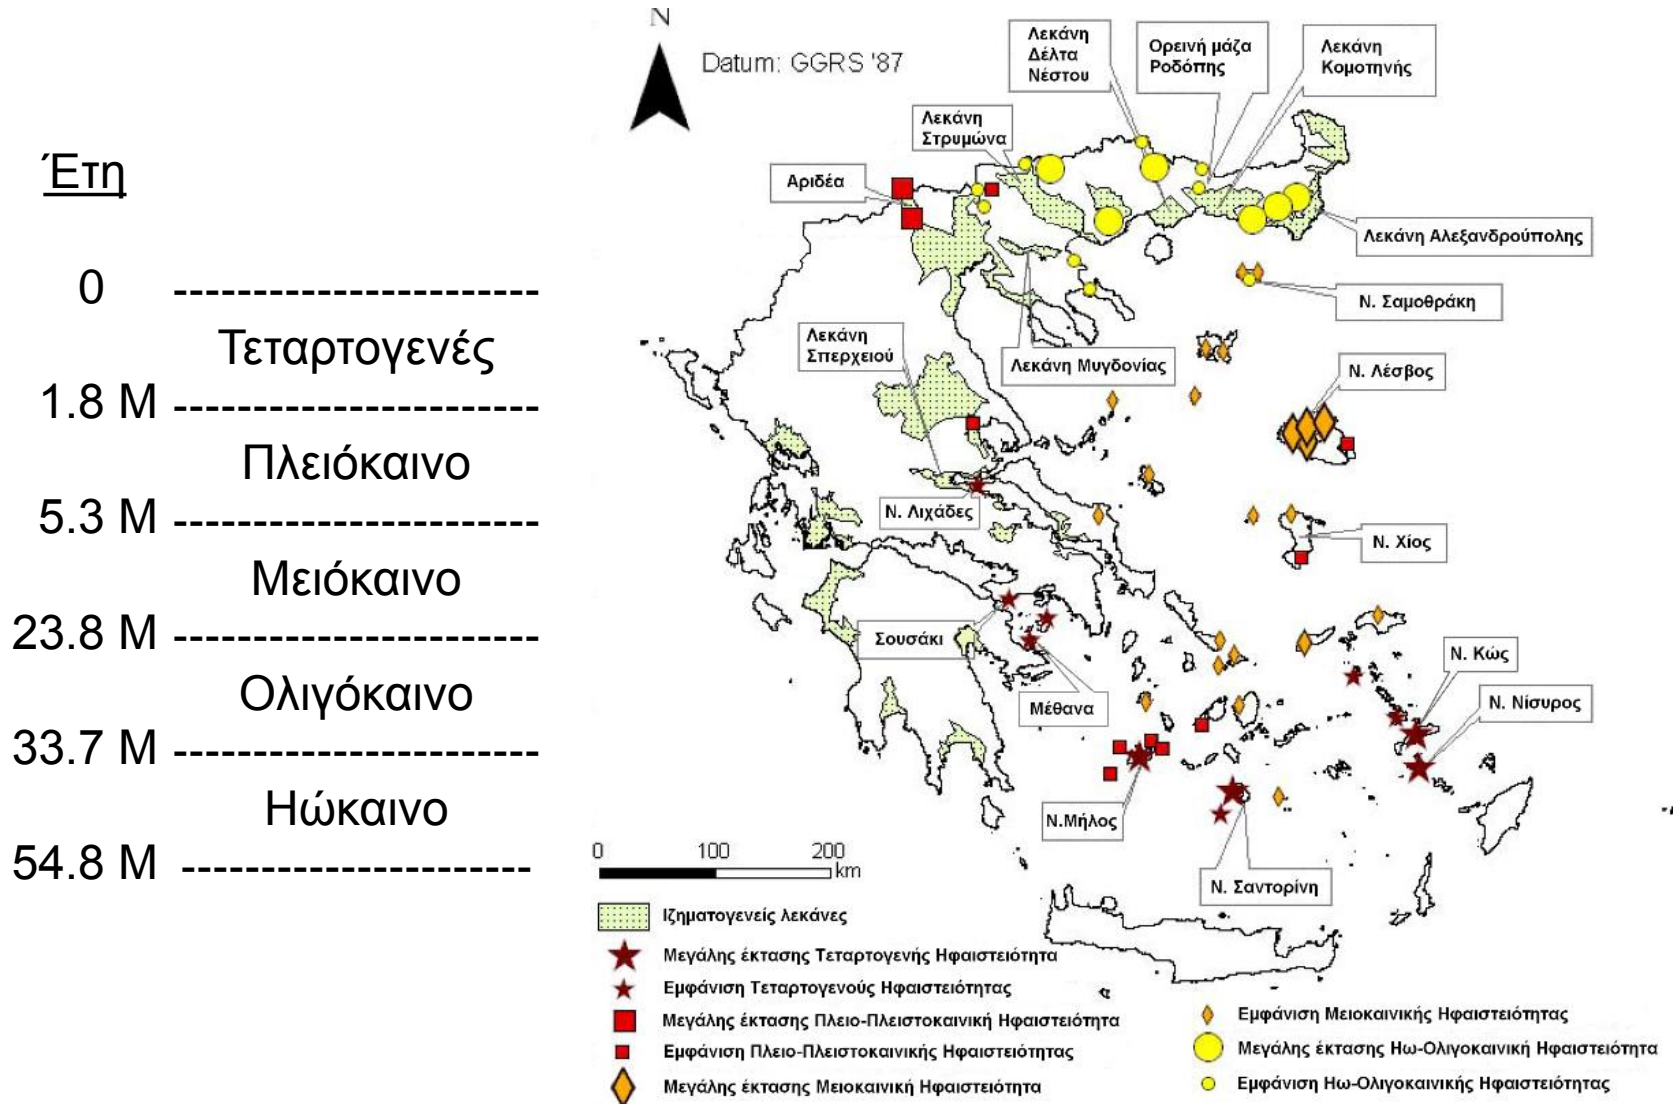 Έτη
0 -----------------------
Τεταρτογενές
1.8 Μ -----------------------
Πλειόκαινο
5.3 Μ -----------------------
Μειόκαινο
23.8 Μ -----------------------
Ολιγόκαινο
33.7 Μ -----------------------
Ηώκαινο
54.8 Μ ----------------------
N
Datum: GGRS '87
Λεκάνη
Δέλτα
Νέστου
Ορεινή μάζα
Ροδόπης
Λεκάνη
Κομοτηνής
Λεκάνη
Στρυμώνα
Αριδέα
Λεκάνη Αλεξανδρούπολης
Ν. Σαμοθράκη
Λεκάνη
Σπερχειού
Λεκάνη Μυγδονίας
Ν. Λέσβος
Ν. Λιχάδες
Ν. Χίος
Σουσάκι
Ν. Κώς
Μέθανα
Ν. Νίσυρος
Ν.Μήλος
Ν. Σαντορίνη
0 100 200
km
Ιζηματογενείς λεκάνες
Μεγάλης έκτασης Τεταρτογενής Ηφαιστειότητα
Εμφάνιση Τεταρτογενούς Ηφαιστειότητας
Μεγάλης έκτασης Πλειο-Πλειστοκαινική Ηφαιστειότητα
Εμφάνιση Πλειο-Πλειστοκαινικής Ηφαιστειότητας
Μεγάλης έκτασης Μειοκαινική Ηφαιστειότητα
Εμφάνιση Μειοκαινικής Ηφαιστειότητας
Μεγάλης έκτασης Ηω-Ολιγοκαινική Ηφαιστειότητα
Εμφάνιση Ηω-Ολιγοκαινικής Ηφαιστειότητας